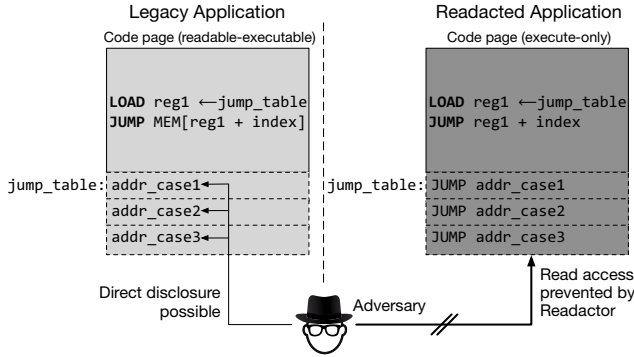 Legacy Application
Code page (readable-executable)
LOAD reg1 ←jump_table
JUMP MEM[reg1 + index]
jump_table: addr_case1
addr_case2
addr_case3
Direct disclosure
possible
Readacted Application
Code page (execute-only)
LOAD reg1 ←jump_table
JUMP reg1 + index
jump_table: JUMP addr_case1
JUMP addr_case2
JUMP addr_case3
Adversary
Read access
prevented by
Readactor